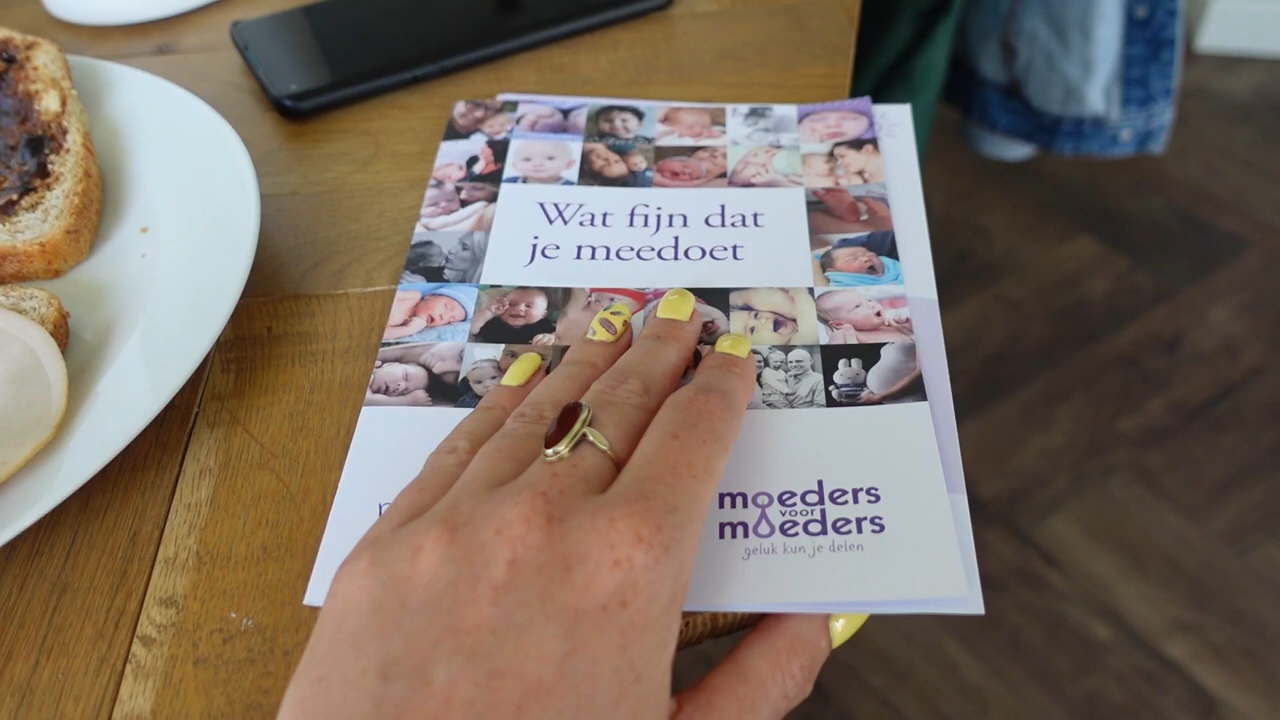 Wat fijn dat
je meedoet
moeders
voor
moeders
geluk kun je delen